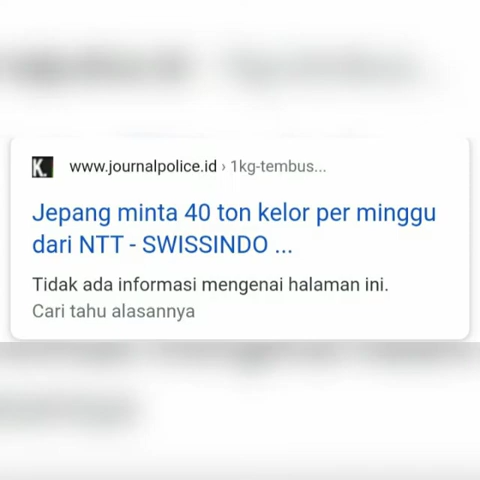 K.
www.journalpolice.id › 1kg-tembus...
Jepang minta 40 ton kelor per minggu
dari NTT - SWISSINDO ...
Tidak ada informasi mengenai halaman ini.
Cari tahu alasannya